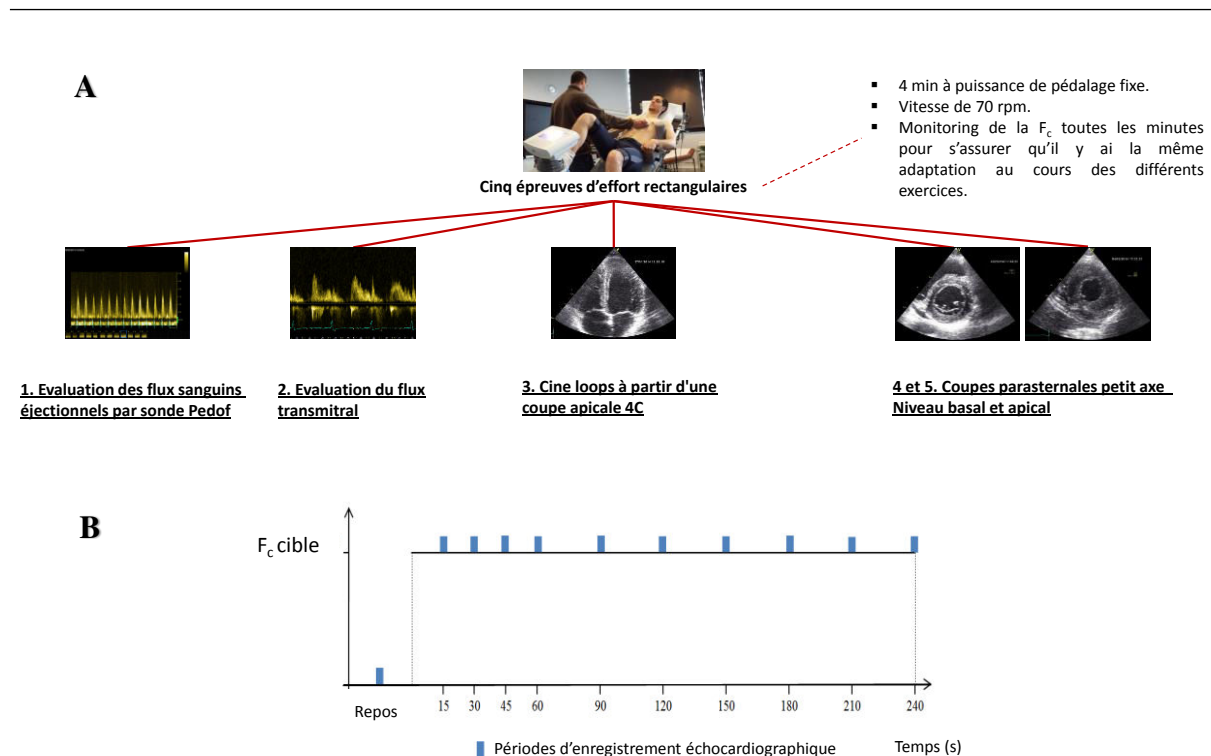 A
Cinq épreuves d'effort rectangulaires
▪ 4 min à puissance de pédalage fixe.
▪ Vitesse de 70 rpm.
▪ Monitoring de la Fc toutes les minutes
pour s'assurer qu'il y ai la même
adaptation au cours des différents
exercices.
1. Evaluation des flux sanguins
éjectionnels par sonde Pedof
2. Evaluation du flux
transmitral
3. Cine loops à partir d'une
coupe apicale 4C
4 et 5. Coupes parasternales petit axe
Niveau basal et apical
B
Fc cible
Repos
15 30 45 60 90 120 150 180 210 240
Périodes d'enregistrement échocardiographique
Temps (s)